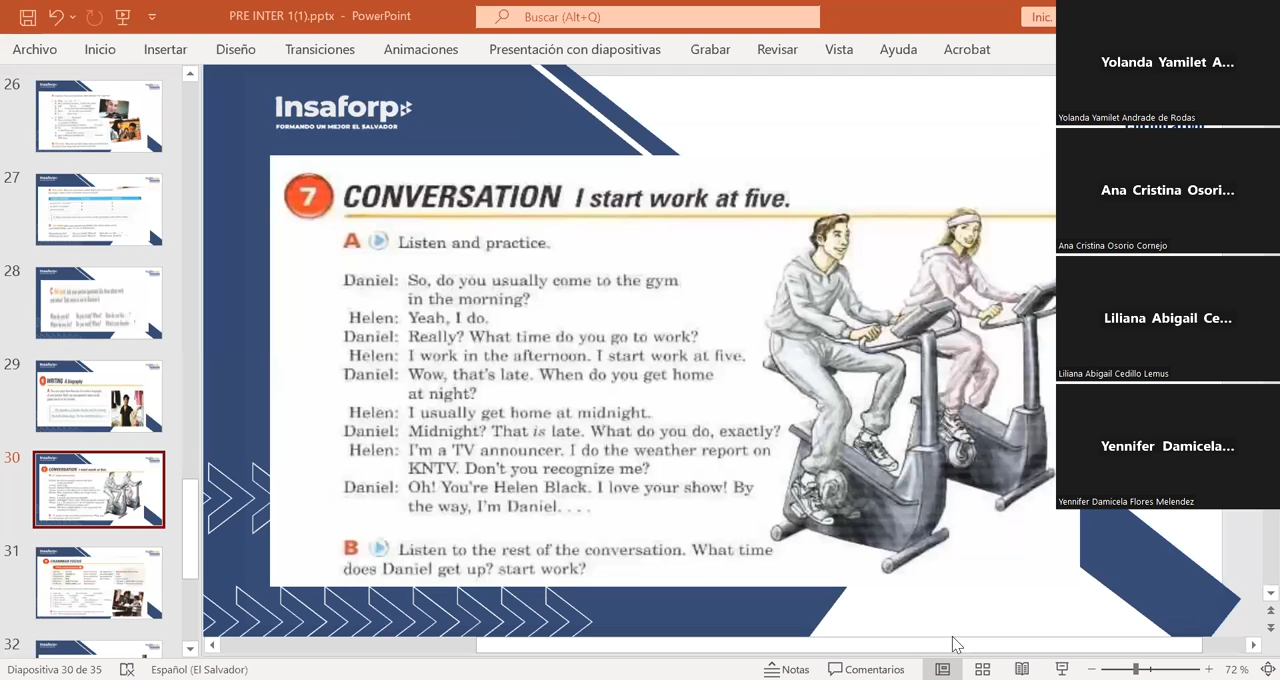 PRE INTER 1(1).pptx - PowerPoint
Buscar (Alt+Q)
Inic.
Archivo Inicio Insertar Diseño Transiciones Animaciones Presentación con diapositivas Grabar Revisar Vista Ayuda Acrobat
26
27
28
29
30
31
32
Insaforp
FORMANDO UN MEJOR EL SALVADOR
7 CONVERSATION I start work at five.
A Listen and practice.
Daniel: So, do you usually come to the gym
in the morning?
Helen: Yeah, I do.
Daniel: Really? What time do you go to work?
Helen: I work in the afternoon. I start work at five.
Daniel: Wow, that's late. When do you get home
at night?
Helen: I usually get home at midnight.
Daniel: Midnight? That is late. What do you do, exactly?
Helen: I'm a TV announcer. I do the weather report on
KNTV. Don't you recognize me?
Daniel: Oh! You're Helen Black. I love your show! By
the way, I'm Daniel. . . .
B Listen to the rest of the conversation. What time
does Daniel get up? start work?
Yolanda Yamilet A...
Yolanda Yamilet Andrade de Rodas
Ana Cristina Osori...
Ana Cristina Osorio Cornejo
Liliana Abigail Ce...
Liliana Abigail Cedillo Lemus
Yennifer Damicela...
Yennifer Damicela Flores Melendez
Diapositiva 30 de 35 Español (El Salvador) Notas Comentarios 72 %